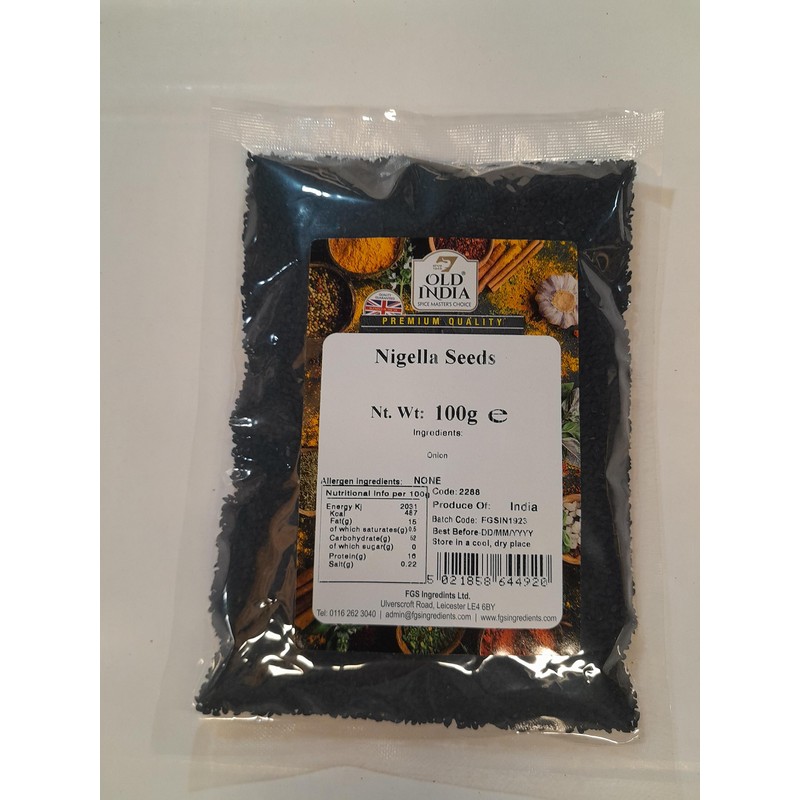 OLD
INDIA
SPICE MASTER'S CHOICE
PREMIUM QUALITY
Nigella Seeds
Nt. Wt: 100g e
Ingredients:
Onion
Allergen ingredients: NONE
Nutritional Info per 100g
Energy Kj 2031
Kcal 487
Fat(g) 15
of which saturates(g) 0.5
Carbohydrate(g) 52
of which sugar(g) 0
Protein(g) 16
Salt(g) 0.22
Code: 2288
Produce Of: India
Batch Code: FGSIN1923
Best Before-DD/MM/YYYY
Store in a cool, dry place
5 021858 644920
FGS Ingredints Ltd.
Ulverscroft Road, Leicester LE4 6BY
Tel: 0116 262 3040 | admin@fgsingredients.com | www.fgsingredients.com